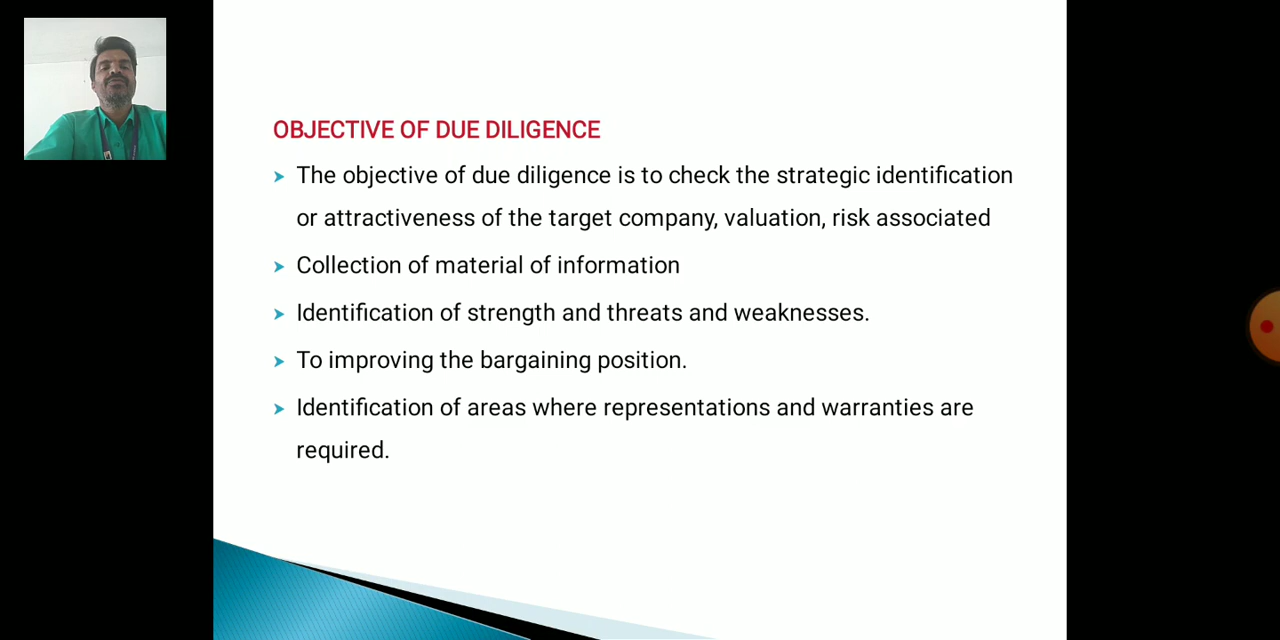 OBJECTIVE OF DUE DILIGENCE
The objective of due diligence is to check the strategic identification
or attractiveness of the target company, valuation, risk associated
Collection of material of information
Identification of strength and threats and weaknesses.
To improving the bargaining position.
Identification of areas where representations and warranties are
required.